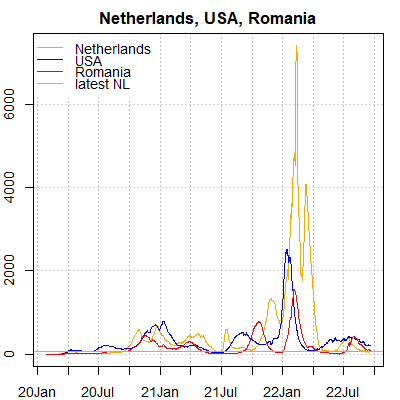 Netherlands, USA, Romania
Netherlands
USA
Romania
latest NL
6000
4000
2000
0
20Jan 20Jul 21Jan 21Jul 22Jan 22Jul